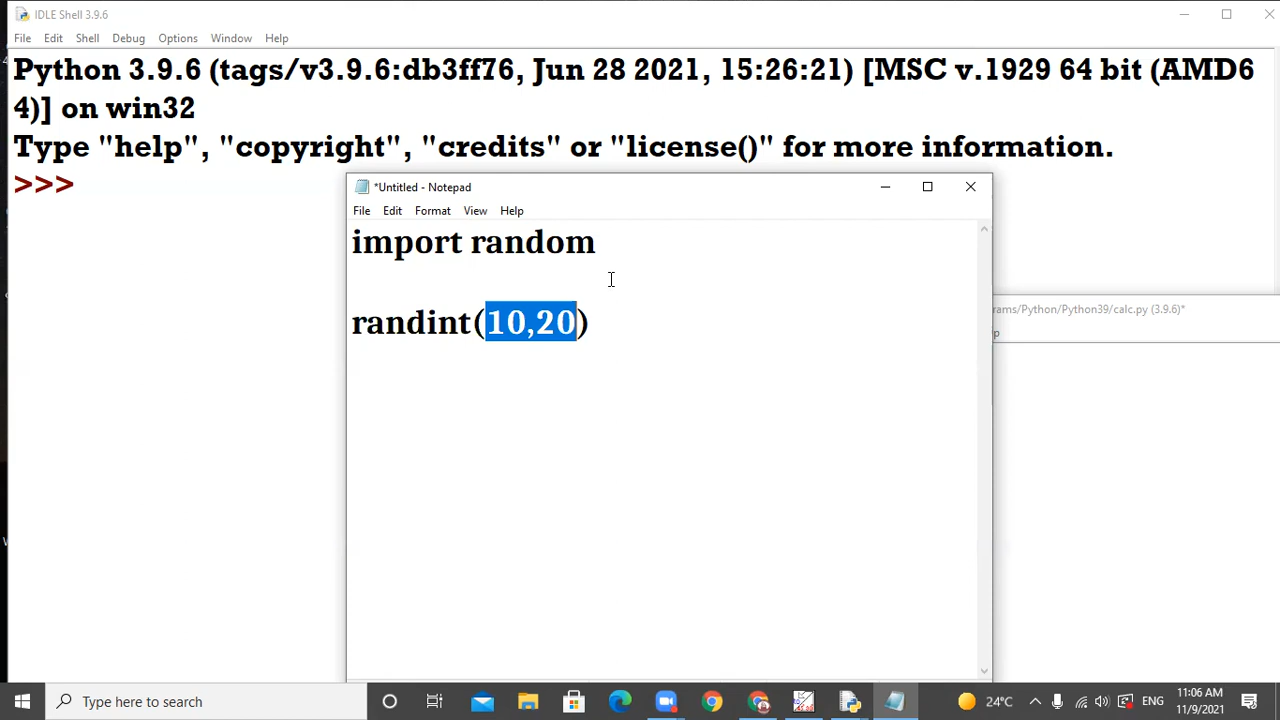 IDLE Shell 3.9.6
File Edit Shell Debug Options Window Help
Python 3.9.6 (tags/v3.9.6:db3ff76, Jun 28 2021, 15:26:21) [MSC v.1929 64 bit (AMD6
4)] on win32
Type "help", "copyright", "credits" or "license()" for more information.
>>>
*Untitled - Notepad
File Edit Format View Help
import random
randint(10,20)
rams/Python/Python39/calc.py (3.9.6)*
lp
Type here to search
24°C
ENG
11:06 AM
11/9/2021